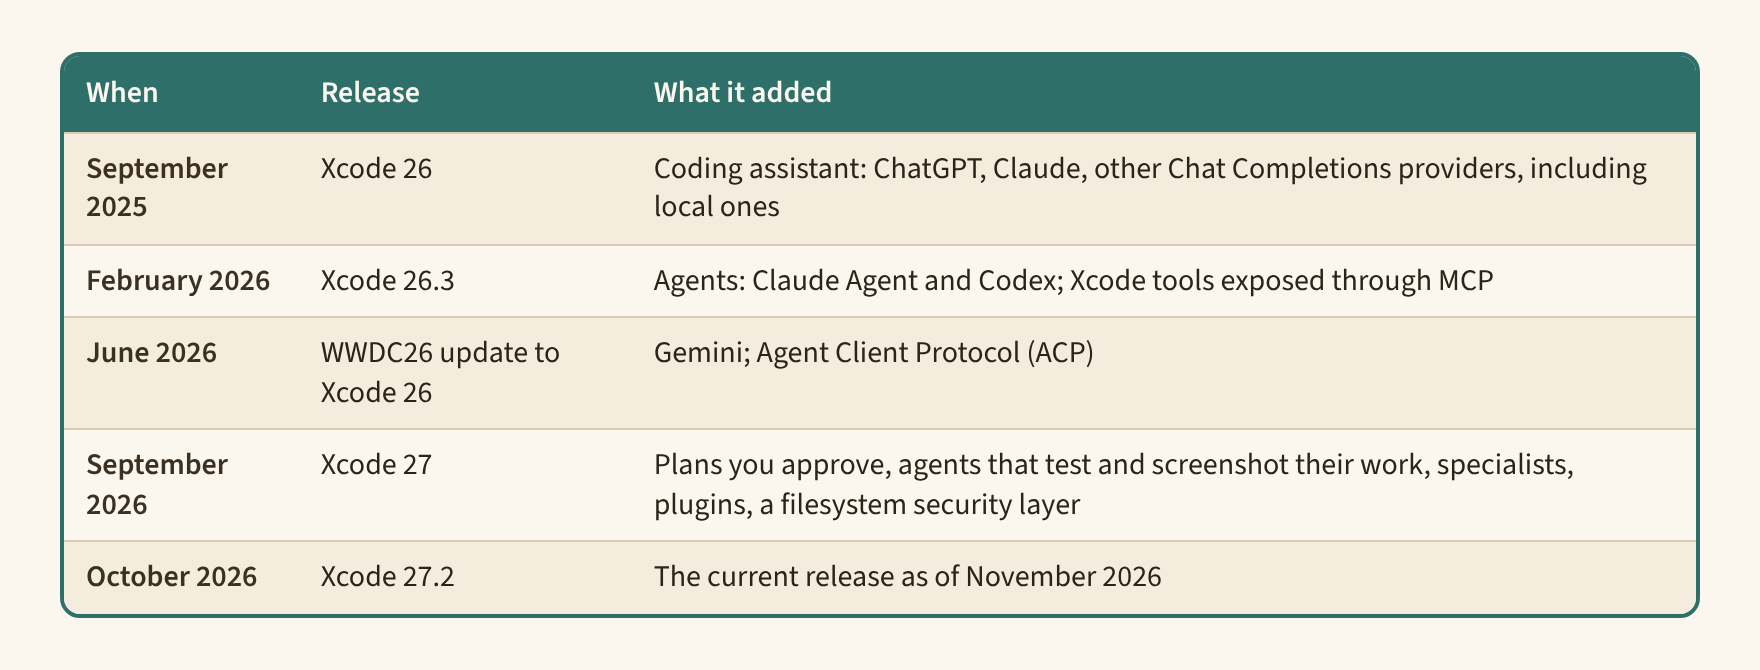 When Release What it added
September Xcode 26 Coding assistant: ChatGPT, Claude, other Chat Completions providers, including
2025 local ones
February 2026 Xcode 26.3 Agents: Claude Agent and Codex; Xcode tools exposed through MCP
June 2026 WWDC26 update to Gemini; Agent Client Protocol (ACP)
Xcode 26
September Xcode 27 Plans you approve, agents that test and screenshot their work, specialists,
2026 plugins, a filesystem security layer
October 2026 Xcode 27.2 The current release as of November 2026